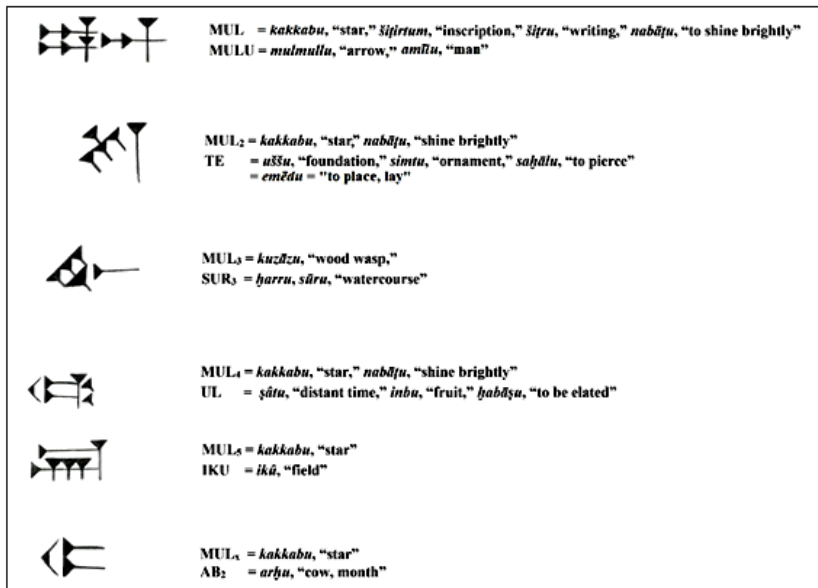 MUL = kakkabu, “star,” šiṭirtum, “inscription,” šiṭru, “writing,” nabāṭu, “to shine brightly”
MULU = mulmullu, “arrow,” amīlu, “man”
MUL₂ = kakkabu, “star,” nabāṭu, “shine brightly”
TE = uššu, “foundation,” simtu, “ornament,” saḫālu, “to pierce”
= emēdu = "to place, lay"
MUL₃ = kuzāzu, “wood wasp,”
SUR₃ = ḫarru, sūru, “watercourse”
MUL₄ = kakkabu, “star,” nabāṭu, “shine brightly”
UL = ṣâtu, “distant time,” inbu, “fruit,” ḫabāṣu, “to be elated”
MUL₅ = kakkabu, “star”
IKU = ikû, “field”
MULₓ = kakkabu, “star”
AB₂ = arḫu, “cow, month”